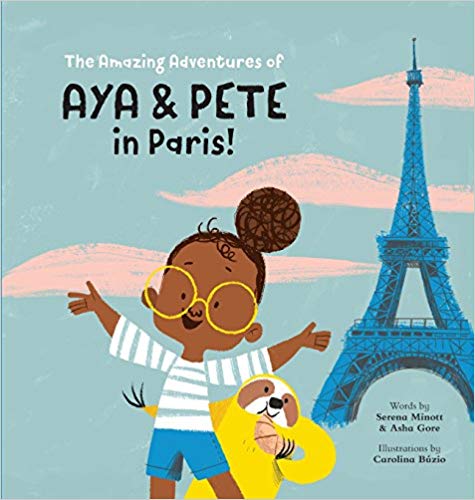 The Amazing Adventures of
AYA & PETE
in Paris!
Words by
Serena Minott
& Asha Gore
Illustrations by
Carolina Búzio